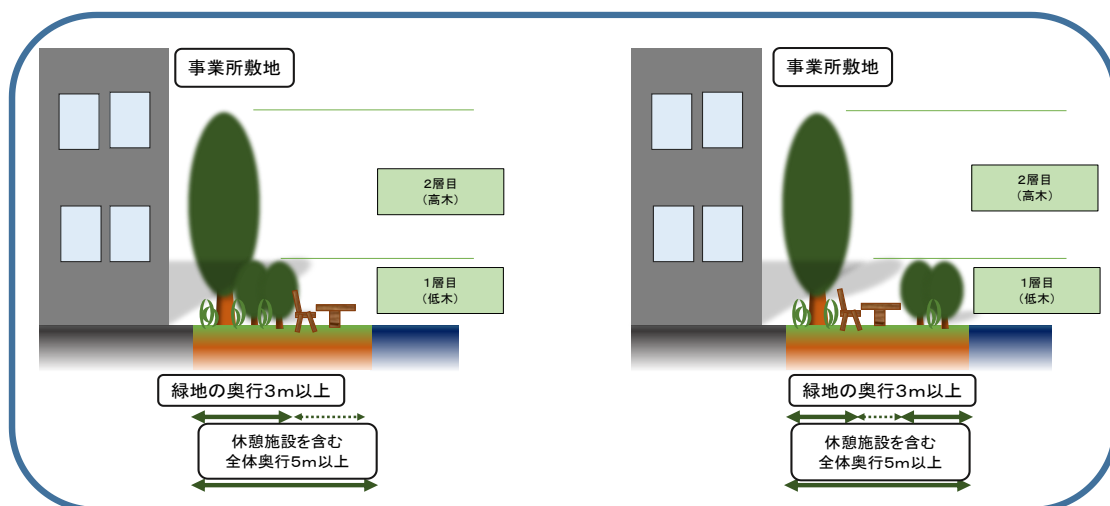 事業所敷地
2層目
(高木)
1層目
(低木)
緑地の奥行3m以上
休憩施設を含む
全体奥行5m以上
事業所敷地
2層目
(高木)
1層目
(低木)
緑地の奥行3m以上
休憩施設を含む
全体奥行5m以上